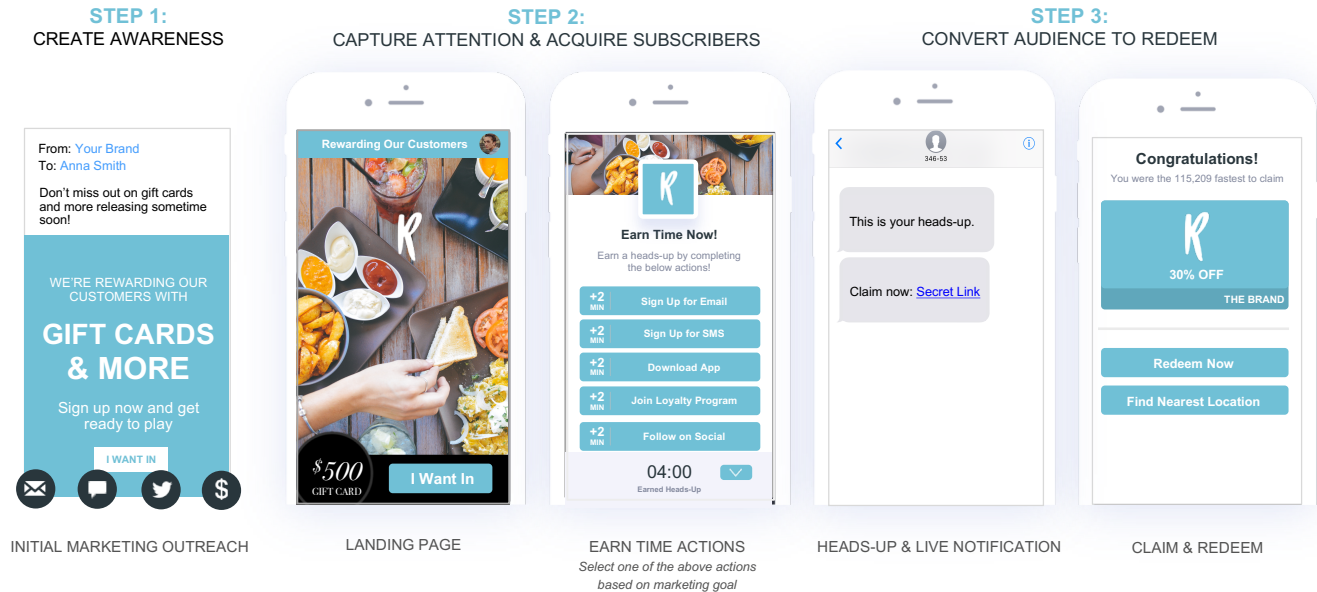 STEP 1:
CREATE AWARENESS
STEP 2:
CAPTURE ATTENTION & ACQUIRE SUBSCRIBERS
STEP 3:
CONVERT AUDIENCE TO REDEEM
From: Your Brand
To: Anna Smith
Don't miss out on gift cards
and more releasing sometime
soon!
WE'RE REWARDING OUR
CUSTOMERS WITH
GIFT CARDS
& MORE
Sign up now and get
ready to play
I WANT IN
$
INITIAL MARKETING OUTREACH
Rewarding Our Customers
R
$500
GIFT CARD
I Want In
LANDING PAGE
R
Earn Time Now!
Earn a heads-up by completing
the below actions!
+2 MIN Sign Up for Email
+2 MIN Sign Up for SMS
+2 MIN Download App
+2 MIN Join Loyalty Program
+2 MIN Follow on Social
04:00
Earned Heads-Up
EARN TIME ACTIONS
Select one of the above actions
based on marketing goal
346-53
This is your heads-up.
Claim now: Secret Link
HEADS-UP & LIVE NOTIFICATION
Congratulations!
You were the 115,209 fastest to claim
R
30% OFF
THE BRAND
Redeem Now
Find Nearest Location
CLAIM & REDEEM